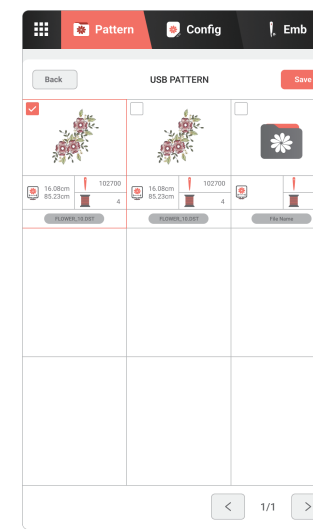 Pattern Config Emb
Back USB PATTERN Save
16.08cm 102700 16.08cm 102700
85.23cm 4 85.23cm 4
FLOWER_10.DST FLOWER_10.DST File Name
1/1